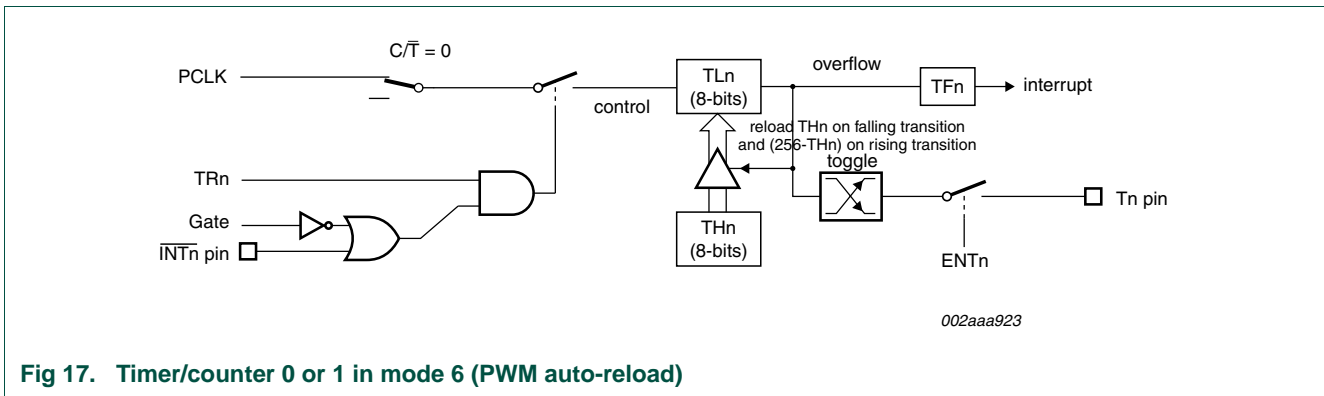 C/T̅ = 0
PCLK
TLn
(8-bits)
overflow
TFn
interrupt
control
reload THn on falling transition
and (256-THn) on rising transition
toggle
TRn
Gate
I̅N̅T̅n̅ pin
THn
(8-bits)
Tn pin
ENTn
002aaa923
Fig 17. Timer/counter 0 or 1 in mode 6 (PWM auto-reload)